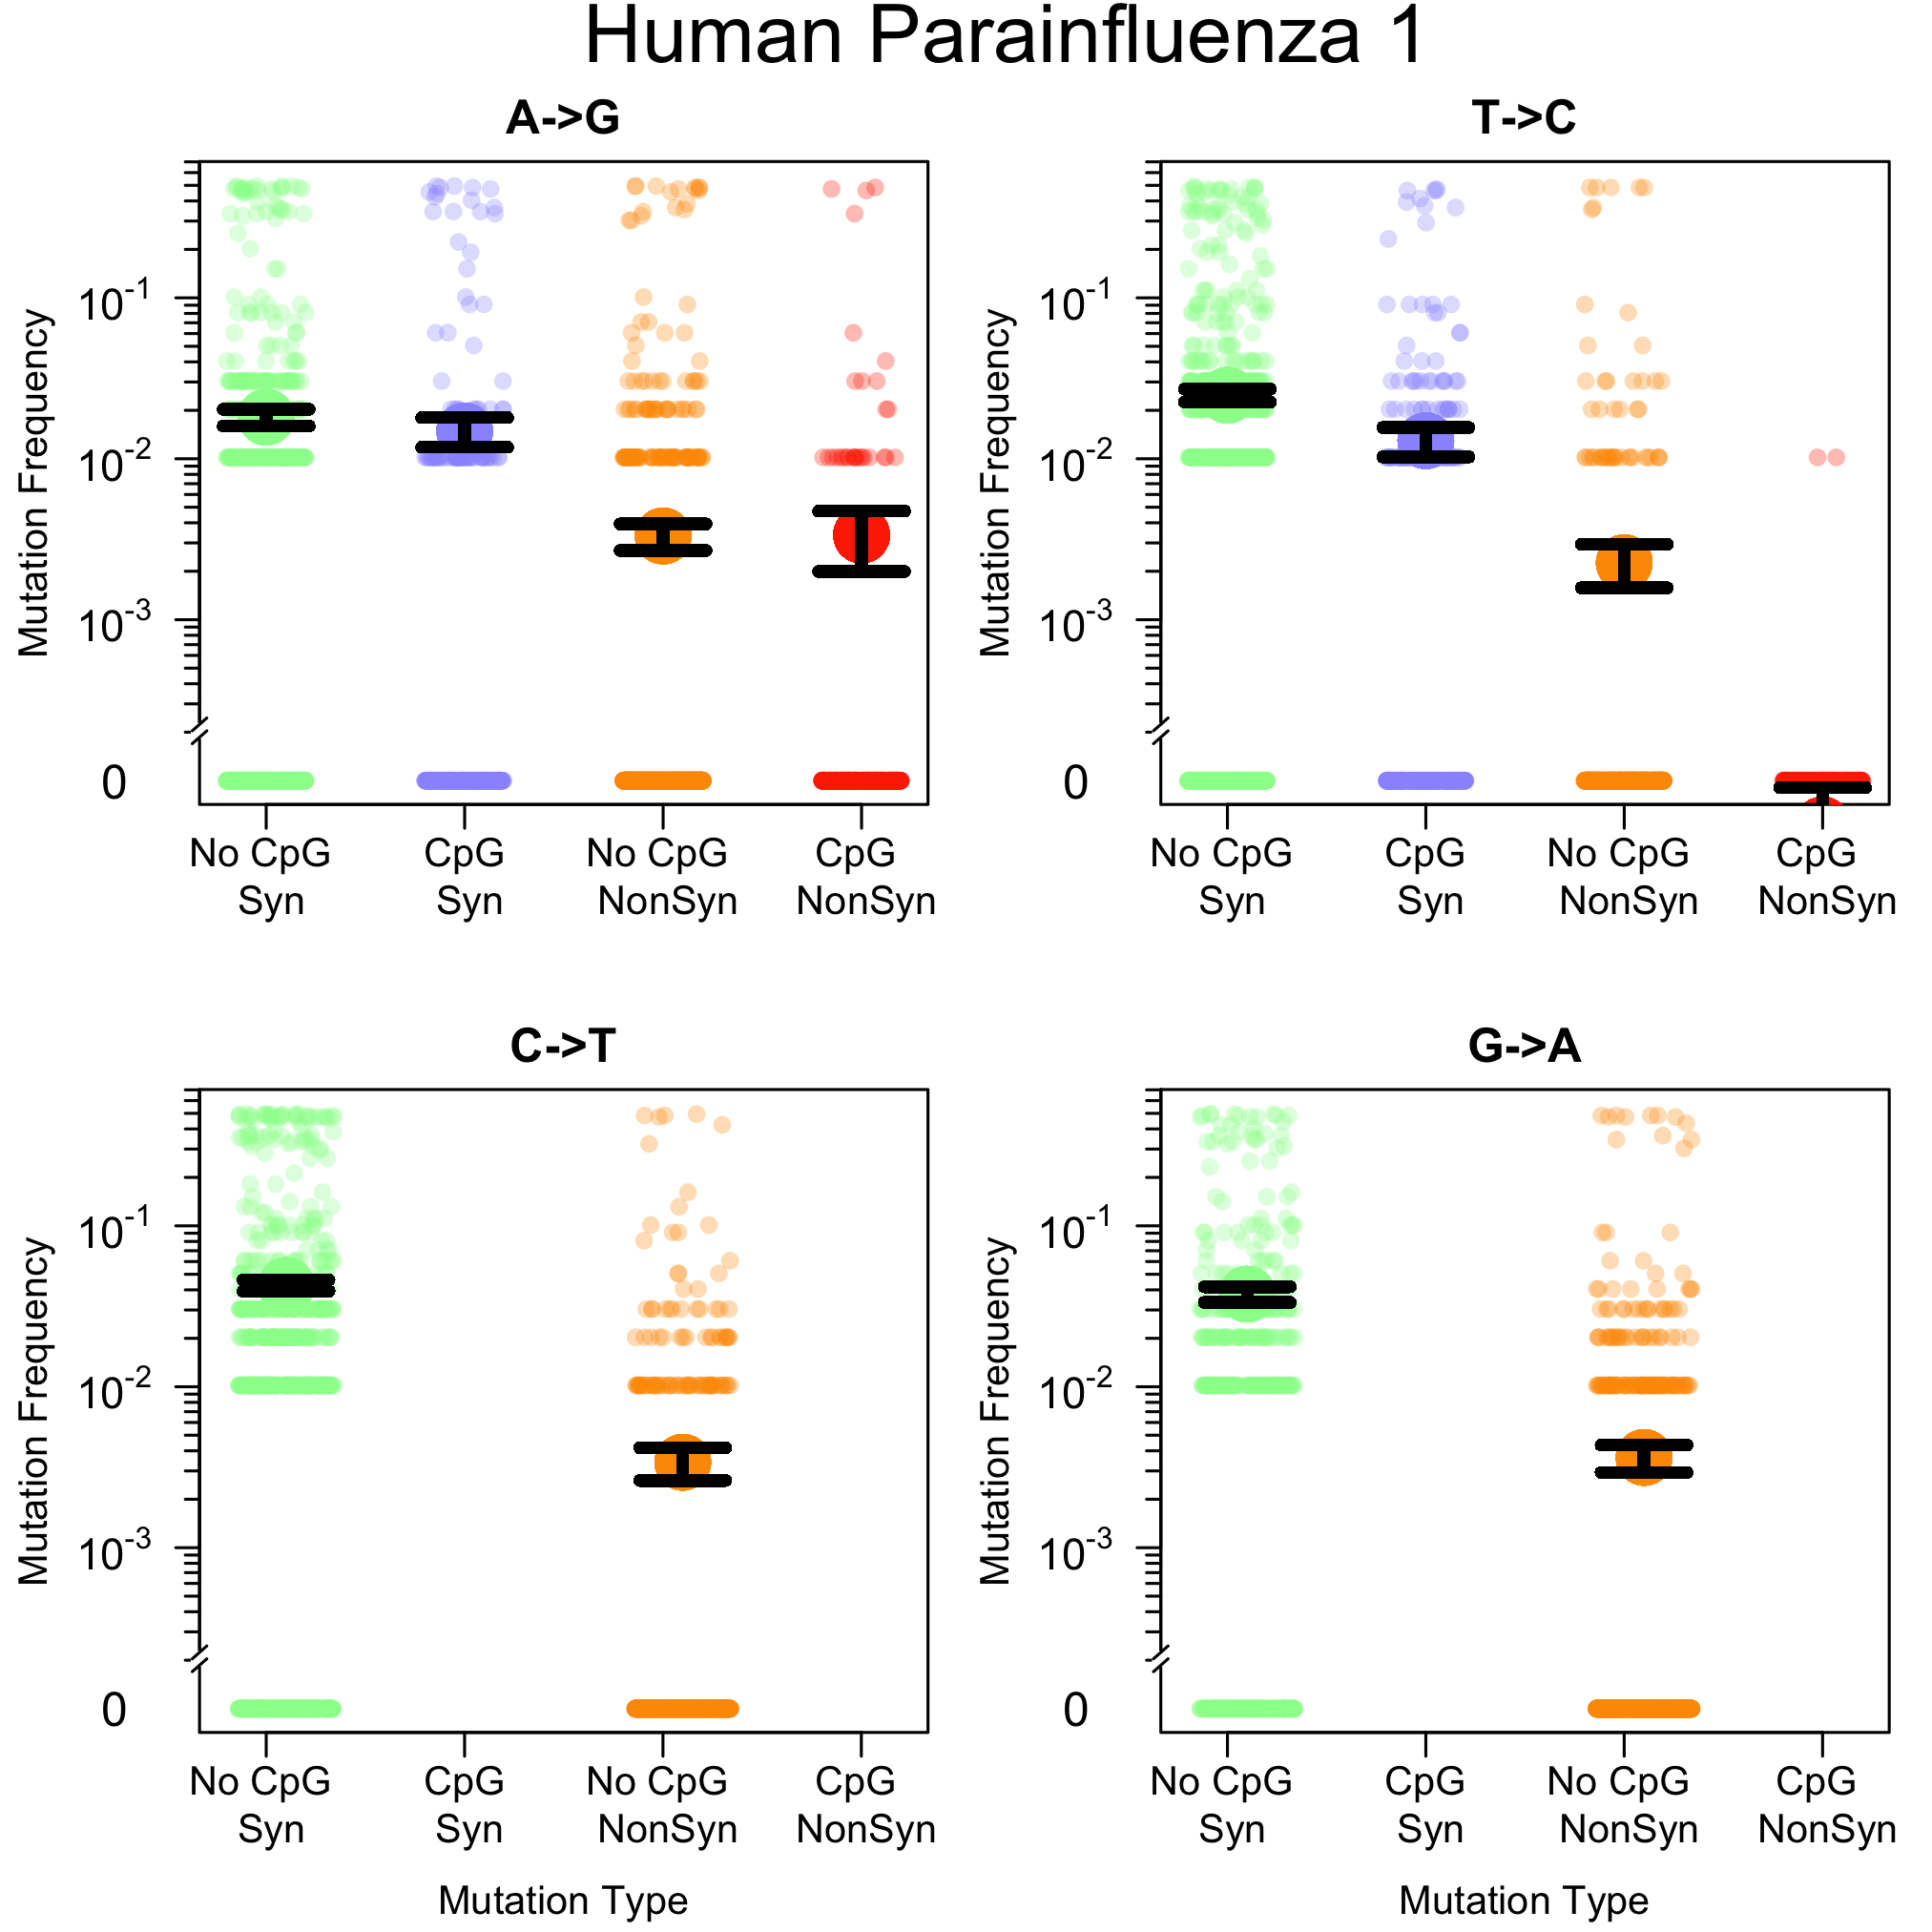 Human Parainfluenza 1
A->G
Mutation Frequency
10-1
10-2
10-3
0
No CpG Syn
CpG Syn
No CpG NonSyn
CpG NonSyn
T->C
Mutation Frequency
10-1
10-2
10-3
0
No CpG Syn
CpG Syn
No CpG NonSyn
CpG NonSyn
C->T
Mutation Frequency
10-1
10-2
10-3
0
No CpG Syn
CpG Syn
No CpG NonSyn
CpG NonSyn
Mutation Type
G->A
Mutation Frequency
10-1
10-2
10-3
0
No CpG Syn
CpG Syn
No CpG NonSyn
CpG NonSyn
Mutation Type